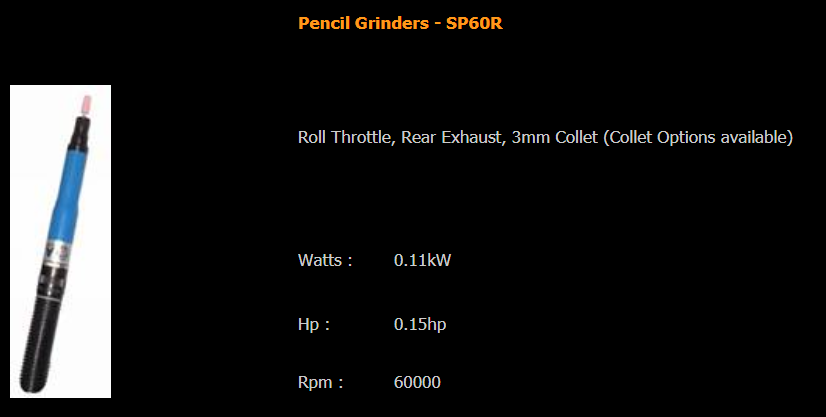 Pencil Grinders - SP60R
Roll Throttle, Rear Exhaust, 3mm Collet (Collet Options available)
Watts : 0.11kW
Hp : 0.15hp
Rpm : 60000